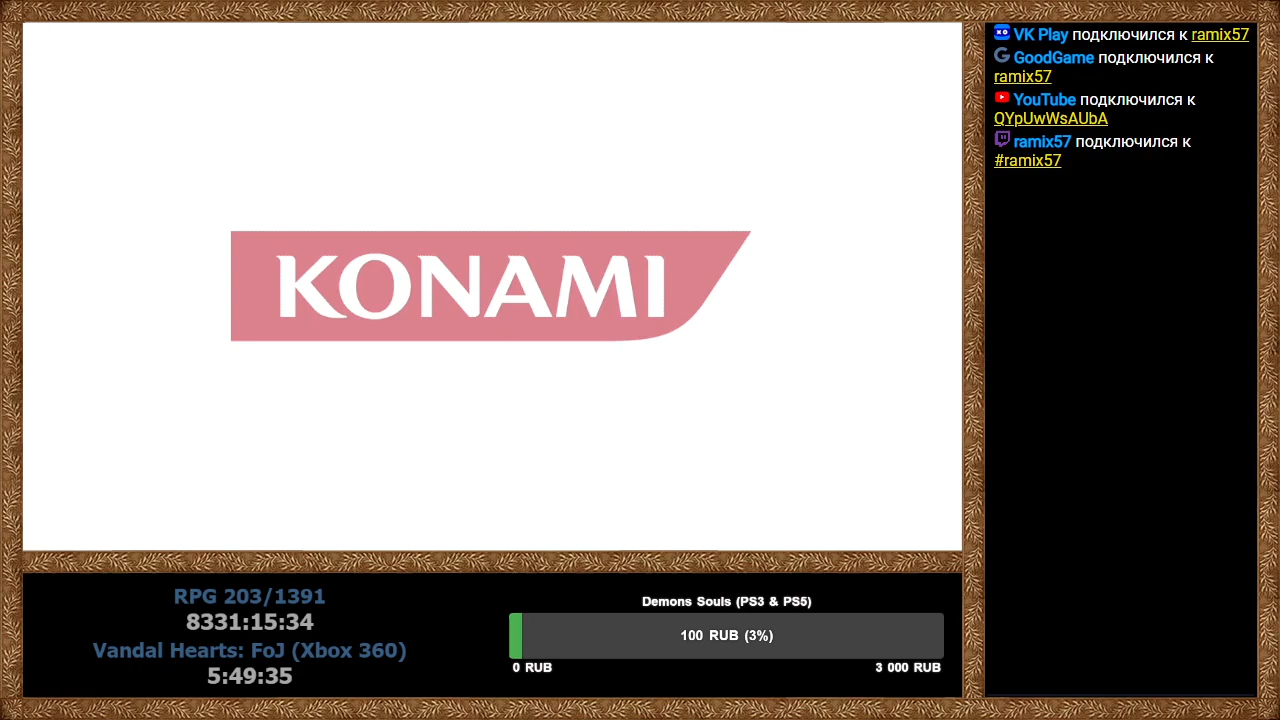 KONAMI
VK Play подключился к ramix57
GoodGame подключился к
ramix57
YouTube подключился к
QYpUwWsAUbA
ramix57 подключился к
#ramix57
RPG 203/1391
8331:15:34
Vandal Hearts: FoJ (Xbox 360)
5:49:35
Demons Souls (PS3 & PS5)
100 RUB (3%)
0 RUB
3 000 RUB